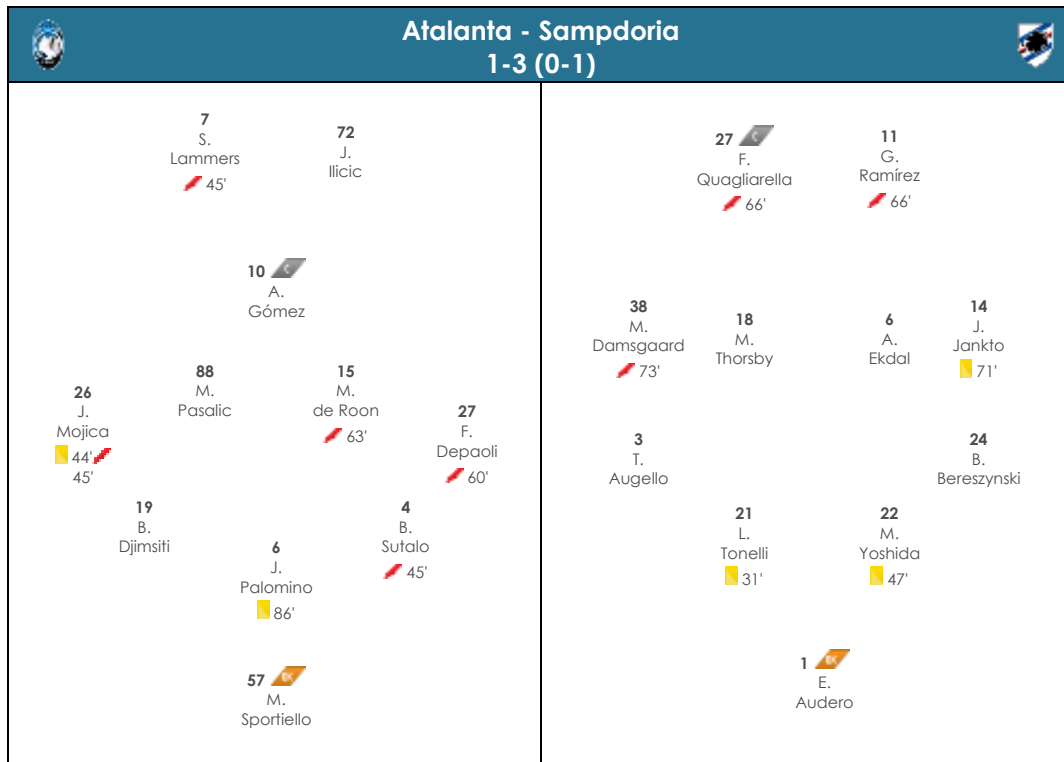 Atalanta - Sampdoria
1-3 (0-1)
7
S.
Lammers
45'
72
J.
Ilicic
10 C
A.
Gómez
88
M.
Pasalic
15
M.
de Roon
63'
26
J.
Mojica
44'
45'
27
F.
Depaoli
60'
19
B.
Djimsiti
6
J.
Palomino
86'
4
B.
Sutalo
45'
57 GK
M.
Sportiello
27 C
F.
Quagliarella
66'
11
G.
Ramírez
66'
38
M.
Damsgaard
73'
18
M.
Thorsby
6
A.
Ekdal
14
J.
Jankto
71'
3
T.
Augello
24
B.
Bereszynski
21
L.
Tonelli
31'
22
M.
Yoshida
47'
1 GK
E.
Audero